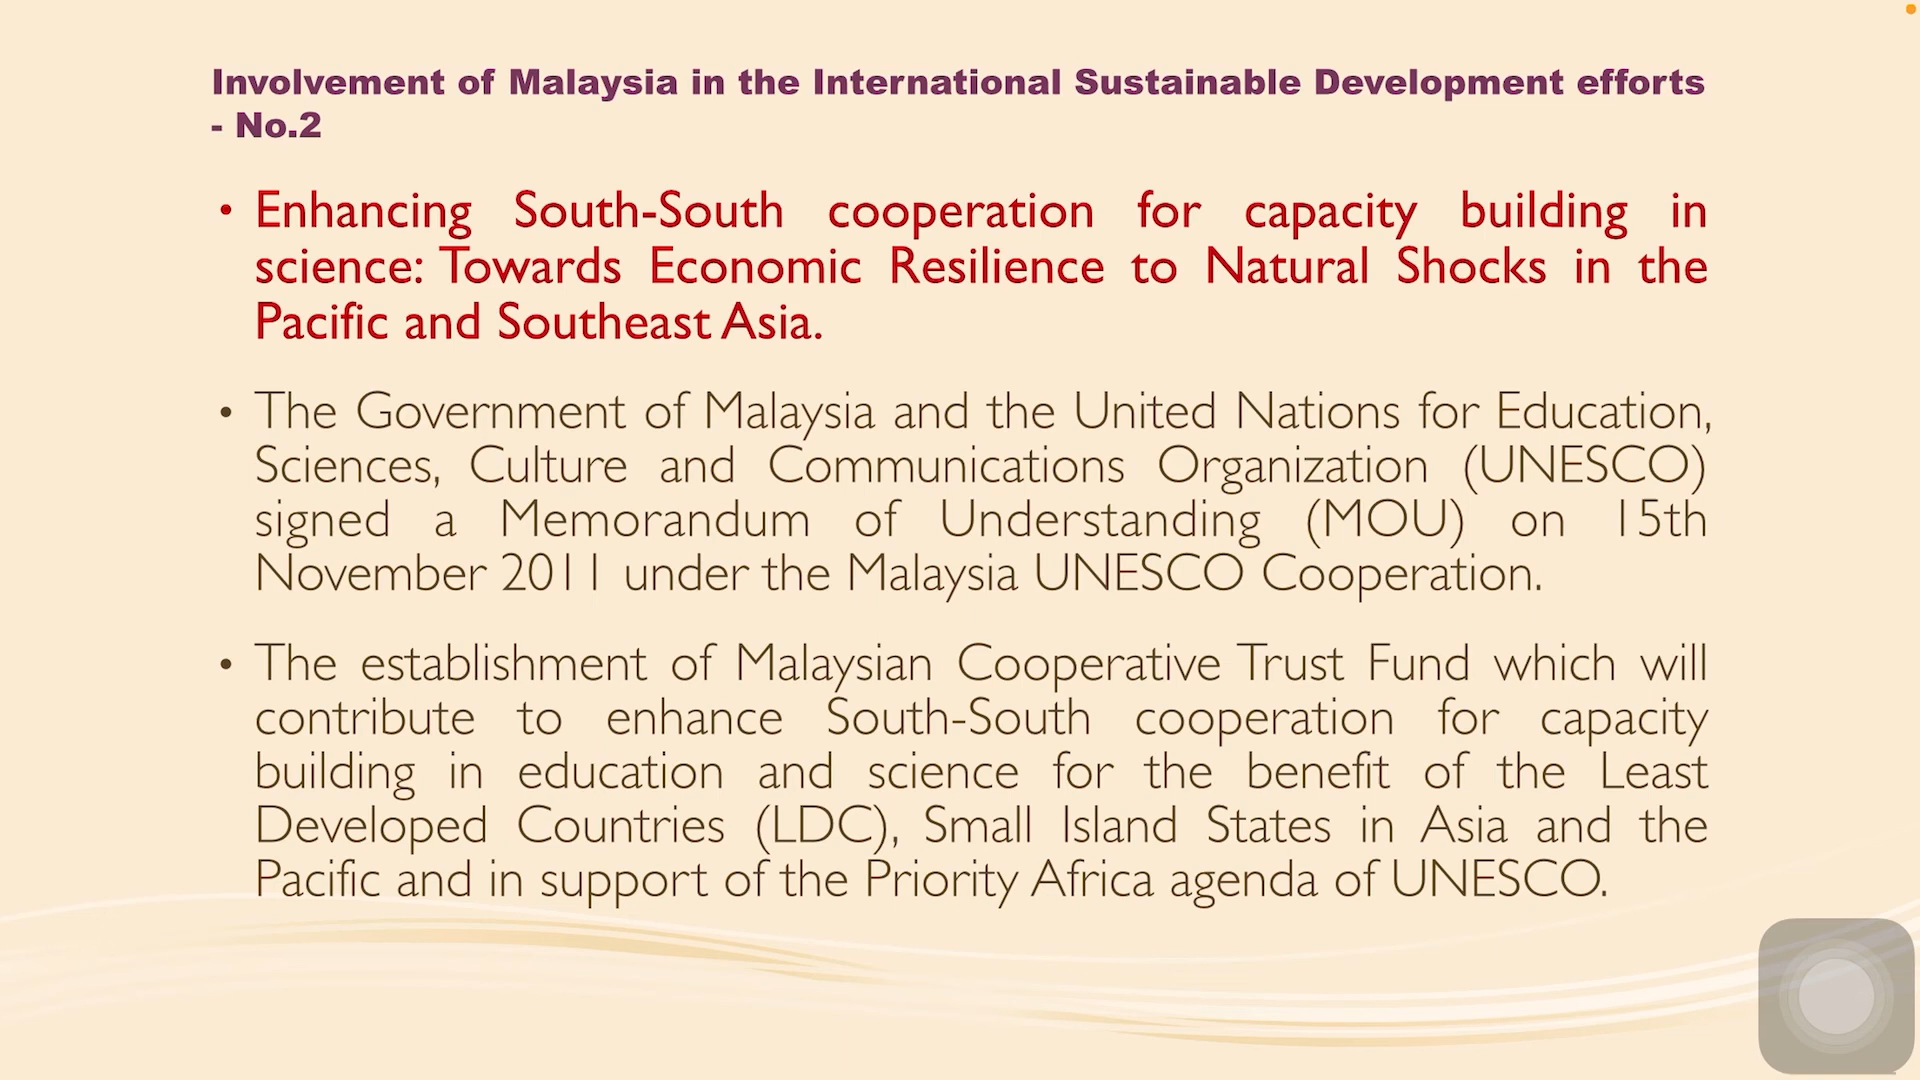 Involvement of Malaysia in the International Sustainable Development efforts
- No.2
• Enhancing South-South cooperation for capacity building in
science: Towards Economic Resilience to Natural Shocks in the
Pacific and Southeast Asia.
• The Government of Malaysia and the United Nations for Education,
Sciences, Culture and Communications Organization (UNESCO)
signed a Memorandum of Understanding (MOU) on 15th
November 2011 under the Malaysia UNESCO Cooperation.
• The establishment of Malaysian Cooperative Trust Fund which will
contribute to enhance South-South cooperation for capacity
building in education and science for the benefit of the Least
Developed Countries (LDC), Small Island States in Asia and the
Pacific and in support of the Priority Africa agenda of UNESCO.